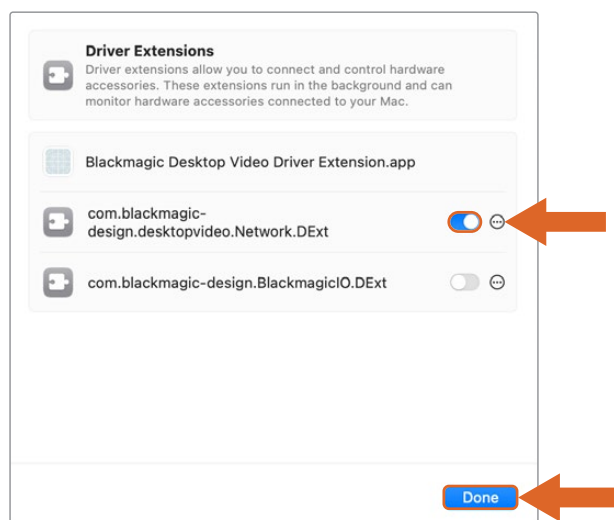 Driver Extensions
Driver extensions allow you to connect and control hardware
accessories. These extensions run in the background and can
monitor hardware accessories connected to your Mac.
Blackmagic Desktop Video Driver Extension.app
com.blackmagic-
design.desktopvideo.Network.DExt
com.blackmagic-design.BlackmagicIO.DExt
Done